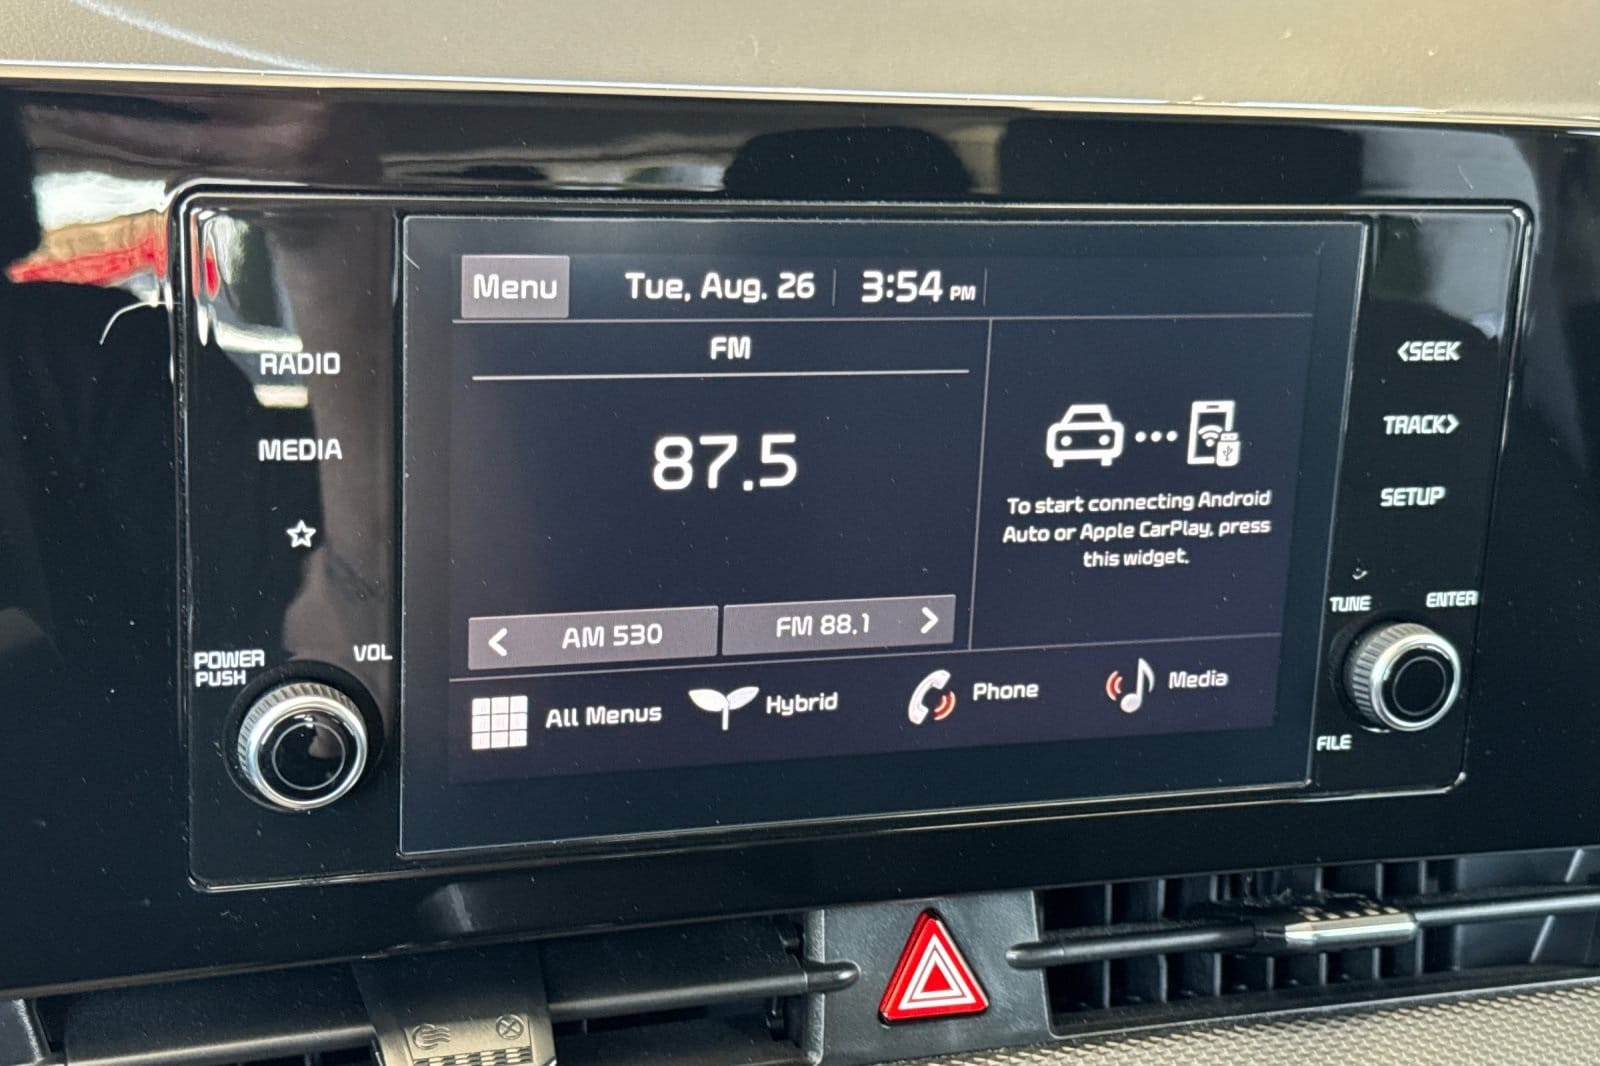 Menu
Tue, Aug. 26
3:54 PM
FM
87.5
AM 530
FM 88.1
To start connecting Android
Auto or Apple CarPlay, press
this widget.
All Menus
Hybrid
Phone
Media
RADIO
MEDIA
POWER
PUSH
VOL
<SEEK
TRACK>
SETUP
TUNE
ENTER
FILE